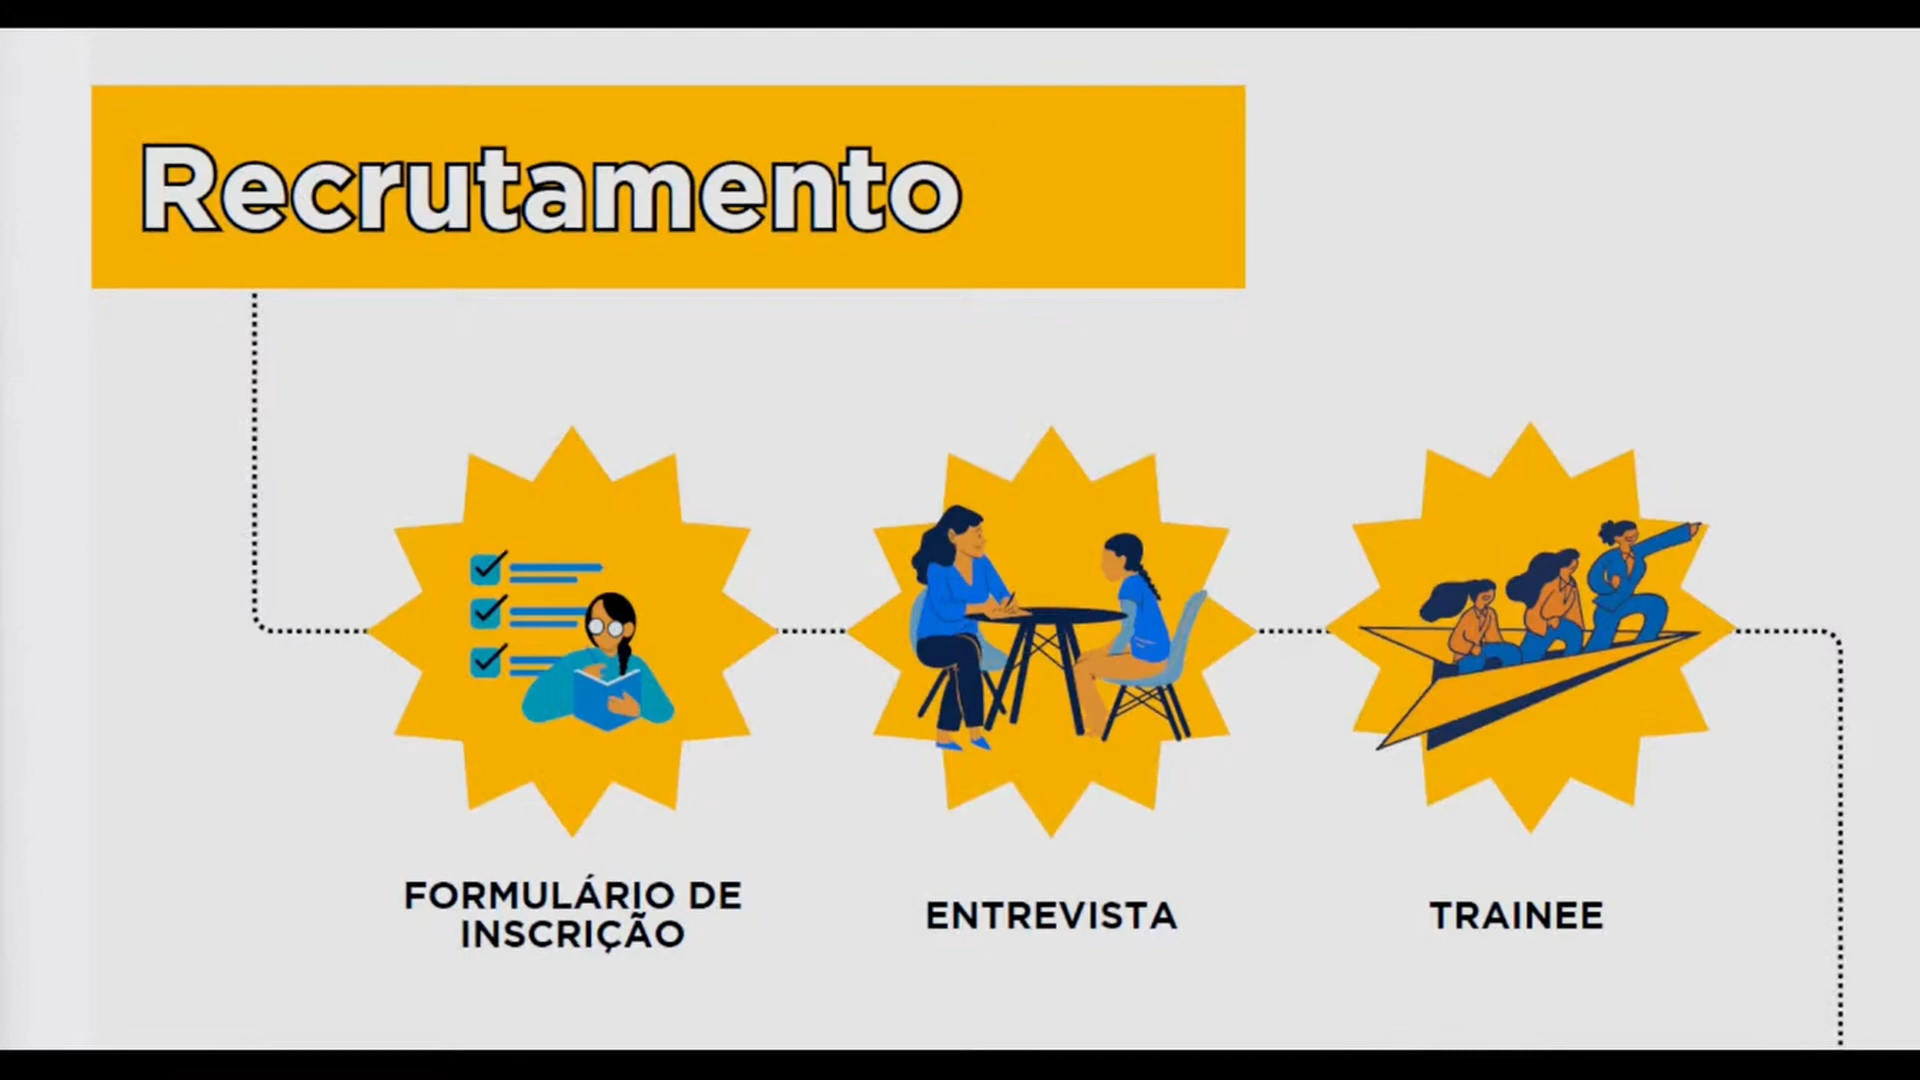 Recrutamento
FORMULÁRIO DE
INSCRIÇÃO
ENTREVISTA
TRAINEE